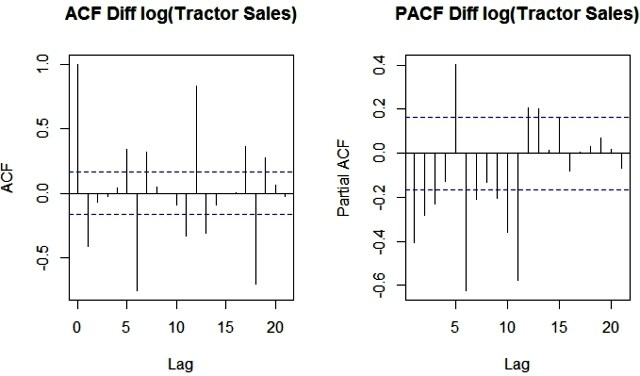 ACF Diff log(Tractor Sales)
ACF
1.0
0.5
0.0
-0.5
0 5 10 15 20
Lag
PACF Diff log(Tractor Sales)
Partial ACF
0.4
0.2
0.0
-0.2
-0.4
-0.6
5 10 15 20
Lag